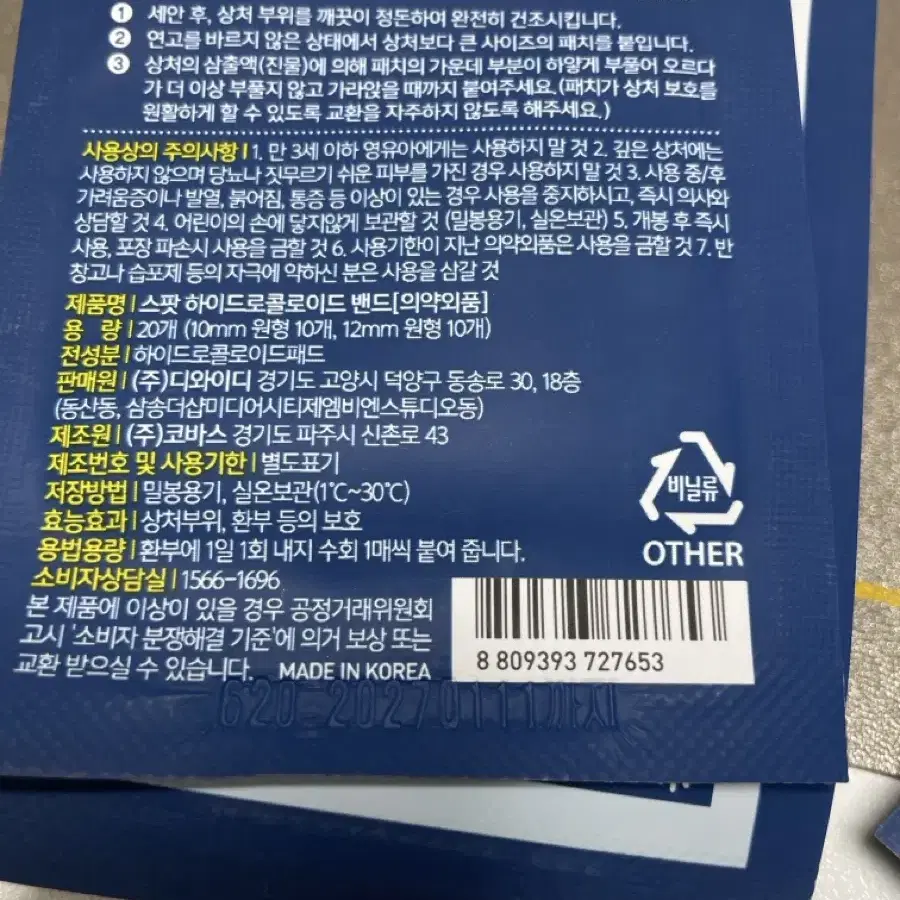 ① 세안 후, 상처 부위를 깨끗이 정돈하여 완전히 건조시킵니다.
② 연고를 바르지 않은 상태에서 상처보다 큰 사이즈의 패치를 붙입니다.
③ 상처의 삼출액(진물)에 의해 패치의 가운데 부분이 하얗게 부풀어 오르다
가 더 이상 부풀지 않고 가라앉을 때까지 붙여주세요.(패치가 상처 보호를
원활하게 할 수 있도록 교환을 자주하지 않도록 해주세요.)
사용상의 주의사항 | 1. 만 3세 이하 영유아에게는 사용하지 말 것 2. 깊은 상처에는
사용하지 않으며 당뇨나 짓무르기 쉬운 피부를 가진 경우 사용하지 말 것 3. 사용 중/후
가려움증이나 발열, 붉어짐, 통증 등 이상이 있는 경우 사용을 중지하시고, 즉시 의사와
상담할 것 4. 어린이의 손에 닿지않게 보관할 것 (밀봉용기, 실온보관) 5. 개봉 후 즉시
사용, 포장 파손시 사용을 금할 것 6. 사용기한이 지난 의약외품은 사용을 금할 것 7. 반
창고나 습포제 등의 자극에 약하신 분은 사용을 삼갈 것
제품명 | 스팟 하이드로콜로이드 밴드[의약외품]
용 량 | 20개 (10mm 원형 10개, 12mm 원형 10개)
전성분 | 하이드로콜로이드패드
판매원 | (주)디와이디 경기도 고양시 덕양구 동송로 30, 18층
(동산동, 삼송더샵미디어시티제엠비엔스튜디오동)
제조원 | (주)코바스 경기도 파주시 신촌로 43
제조번호 및 사용기한 | 별도표기
저장방법 | 밀봉용기, 실온보관(1℃~30℃)
효능효과 | 상처부위, 환부 등의 보호
용법용량 | 환부에 1일 1회 내지 수회 1매씩 붙여 줍니다.
소비자상담실 | 1566-1696
본 제품에 이상이 있을 경우 공정거래위원회
고시 '소비자 분쟁해결 기준'에 의거 보상 또는
교환 받으실 수 있습니다. MADE IN KOREA
비닐류
OTHER
8 809393 727653
620 20270111까지